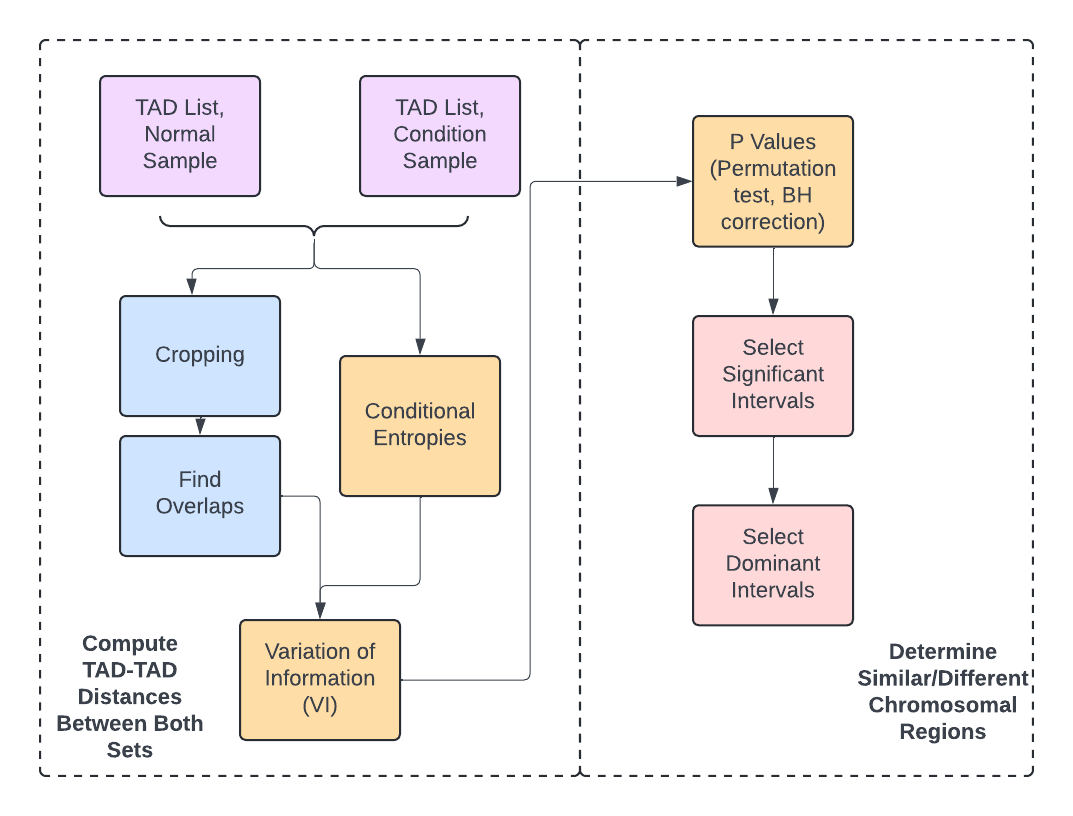 TAD List,
Normal
Sample
TAD List,
Condition
Sample
Cropping
Find
Overlaps
Conditional
Entropies
Variation of
Information
(VI)
Compute
TAD-TAD
Distances
Between Both
Sets
P Values
(Permutation
test, BH
correction)
Select
Significant
Intervals
Select
Dominant
Intervals
Determine
Similar/Different
Chromosomal
Regions